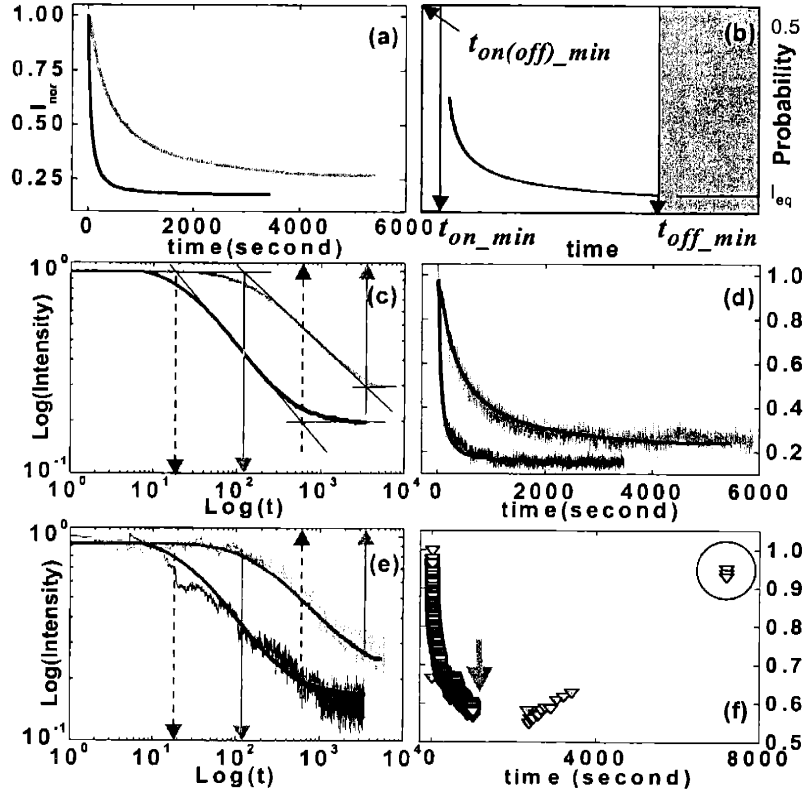 1.00
0.75
0.50
0.25
I_nor
(a)
0 2000 4000 6000
time(second)
(b)
t_on(off)_min
0.5
Probability
I_eq
t_on_min
time
t_off_min
10^0
10^-1
Log(Intensity)
(c)
10^0 10^1 10^2 10^3 10^4
Log(t)
(d)
1.0
0.8
0.6
0.4
0.2
0 2000 4000 6000
time(second)
10^0
10^-1
Log(Intensity)
(e)
10^0 10^1 10^2 10^3 10^4
Log(t)
(f)
1.0
0.9
0.8
0.7
0.6
0.5
0 4000 8000
time (second)